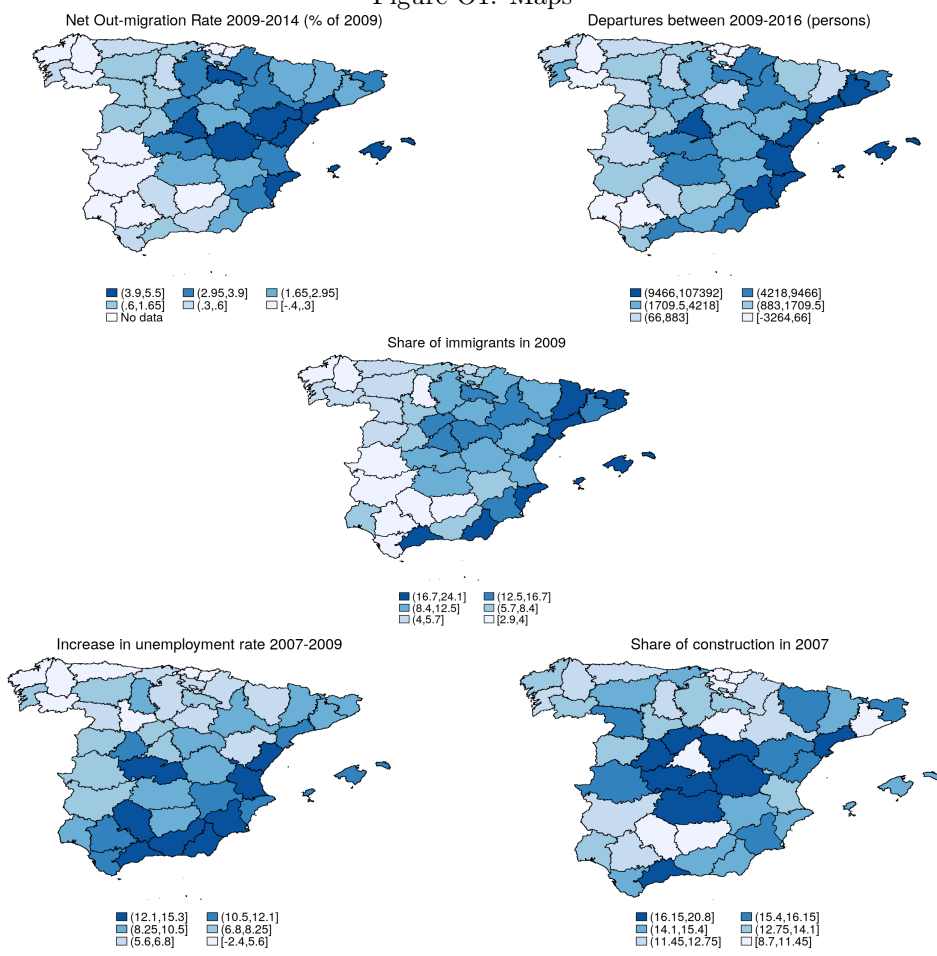 Figure O1: Maps
Net Out-migration Rate 2009-2014 (% of 2009)
(3.9,5.5] (2.95,3.9] (1.65,2.95]
(.6,1.65] (.3,.6] [-.4,.3]
No data
Departures between 2009-2016 (persons)
(9466,107392] (4218,9466]
(1709.5,4218] (883,1709.5]
(66,883] [-3264,66]
Share of immigrants in 2009
(16.7,24.1] (12.5,16.7]
(8.4,12.5] (5.7,8.4]
(4,5.7] [2.9,4]
Increase in unemployment rate 2007-2009
(12.1,15.3] (10.5,12.1]
(8.25,10.5] (6.8,8.25]
(5.6,6.8] [-2.4,5.6]
Share of construction in 2007
(16.15,20.8] (15.4,16.15]
(14.1,15.4] (12.75,14.1]
(11.45,12.75] [8.7,11.45]